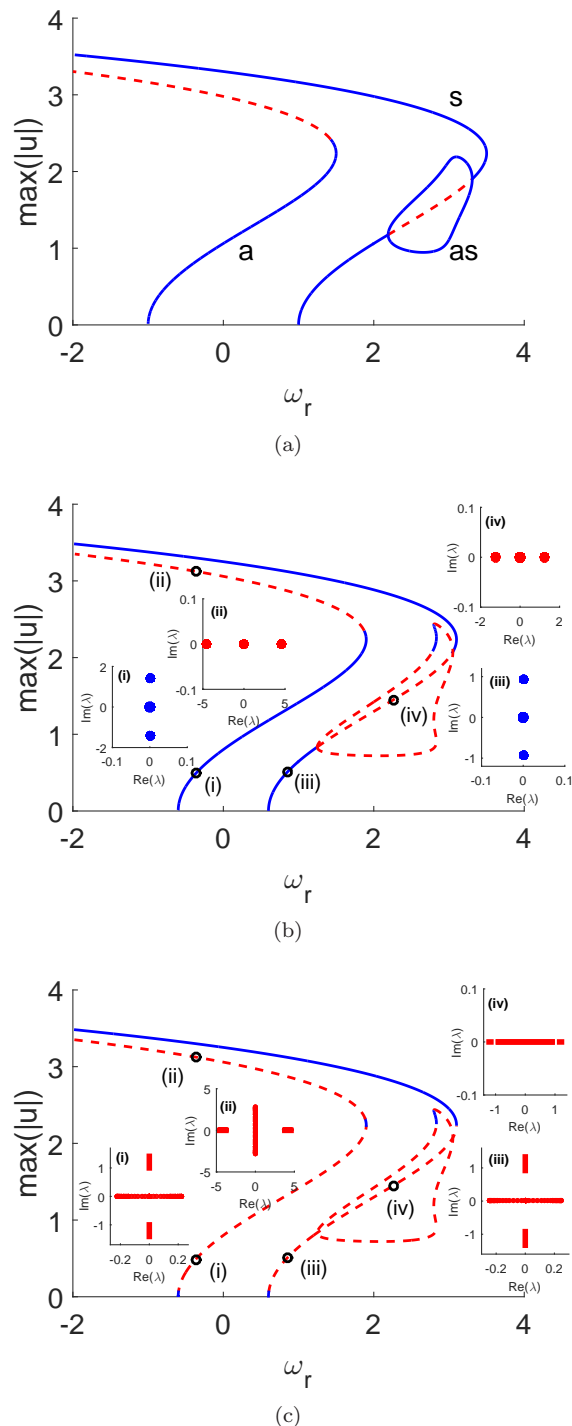 4
3
2
1
0
max(|u|)
s
a
as
-2
0
2
4
ω_r
(a)
4
3
2
1
0
max(|u|)
(ii)
(i)
(iii)
(iv)
0.1
-0.1
Im(λ)
(iv)
-2
0
2
Re(λ)
0.1
0
-0.1
Im(λ)
(ii)
-5
0
5
Re(λ)
2
0
-2
Im(λ)
(i)
-0.1
0
0.1
Re(λ)
1
0
-1
Im(λ)
(iii)
-0.1
0
0.1
Re(λ)
-2
0
2
4
ω_r
(b)
4
3
2
1
0
max(|u|)
(ii)
(i)
(iii)
(iv)
0.1
0
-0.1
Im(λ)
(iv)
-1
0
1
Re(λ)
5
0
-5
Im(λ)
(ii)
-5
0
5
Re(λ)
1
0
-1
Im(λ)
(i)
-0.2
0
0.2
Re(λ)
1
0
-1
Im(λ)
(iii)
-0.2
0
0.2
Re(λ)
-2
0
2
4
ω_r
(c)